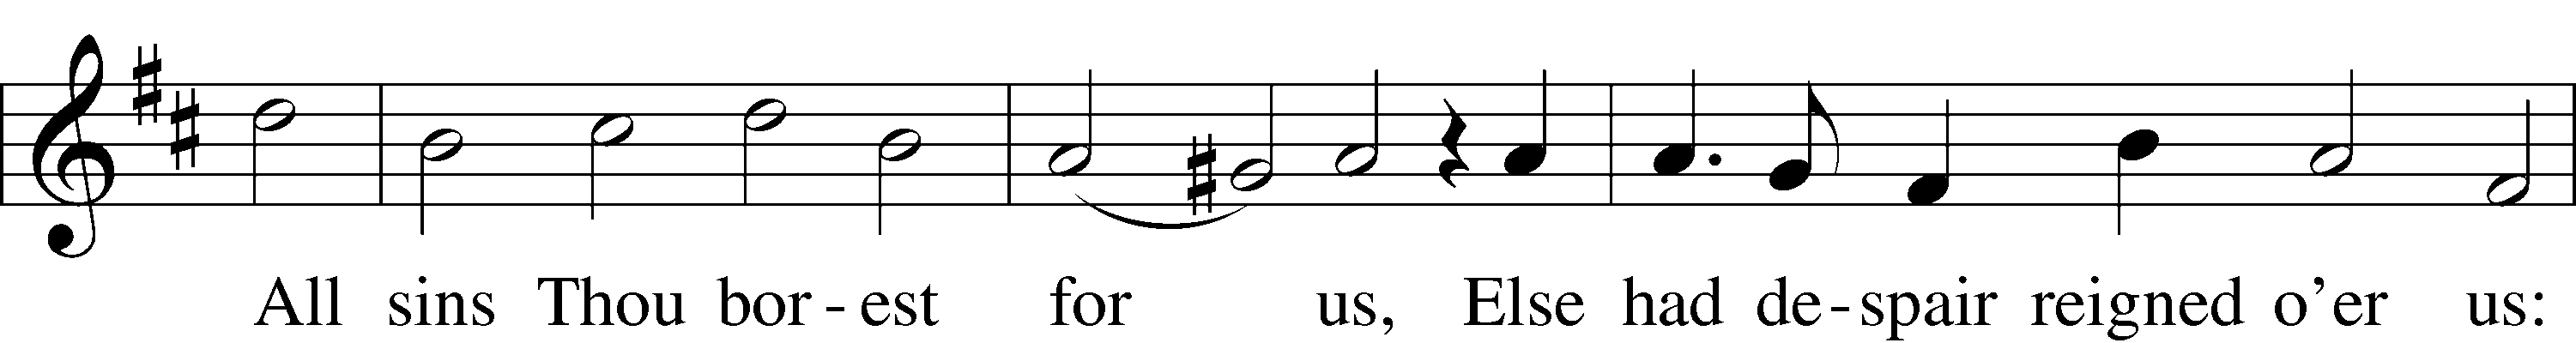 All sins Thou bor - est for us, Else had de - spair reigned o’er us: